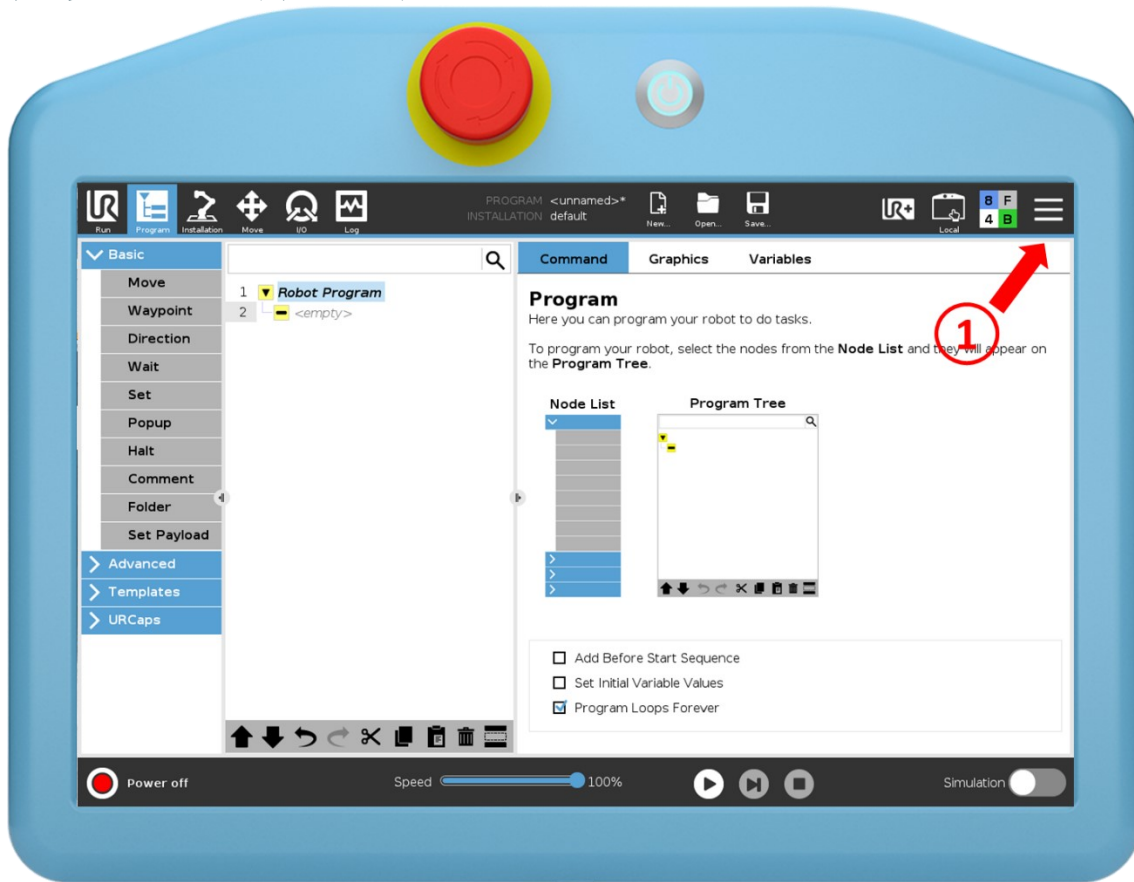 UR
Run
Program
Installation
Move
I/O
Log
PROGRAM <unnamed>*
INSTALLATION default
New...
Open...
Save...
UR+
Local
8 F
4 B
Basic
Move
Waypoint
Direction
Wait
Set
Popup
Halt
Comment
Folder
Set Payload
Advanced
Templates
URCaps
1 Robot Program
2 <empty>
Command Graphics Variables
Program
Here you can program your robot to do tasks.
To program your robot, select the nodes from the Node List and they will appear on
the Program Tree.
Node List
Program Tree
Add Before Start Sequence
Set Initial Variable Values
Program Loops Forever
1
Power off
Speed
100%
Simulation